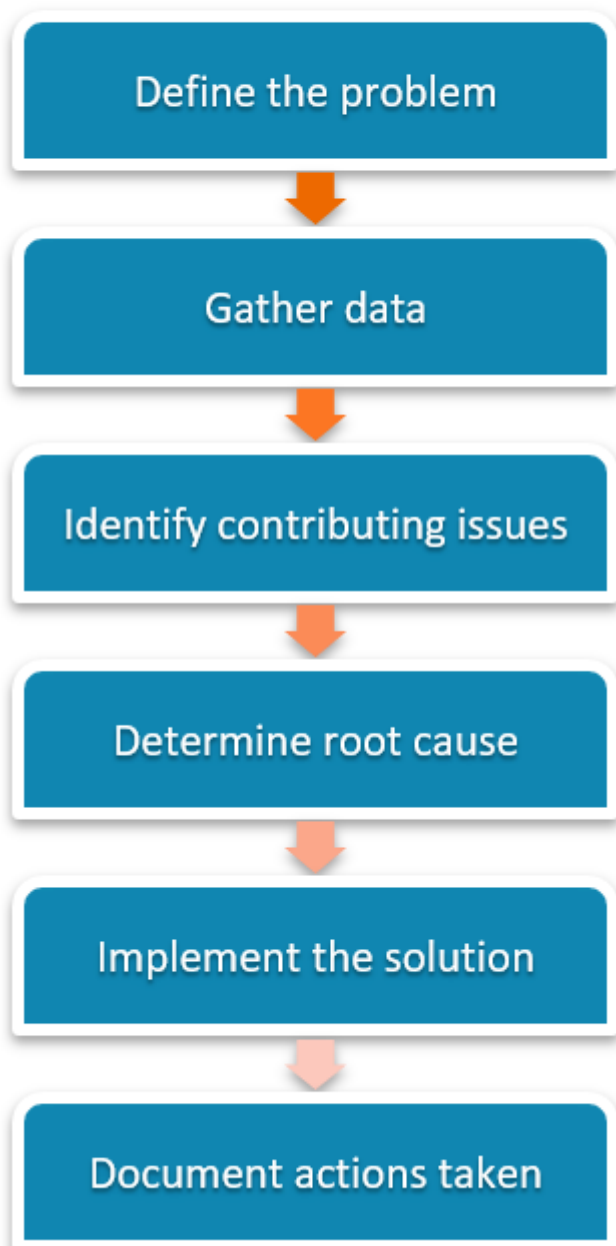 Define the problem
Gather data
Identify contributing issues
Determine root cause
Implement the solution
Document actions taken